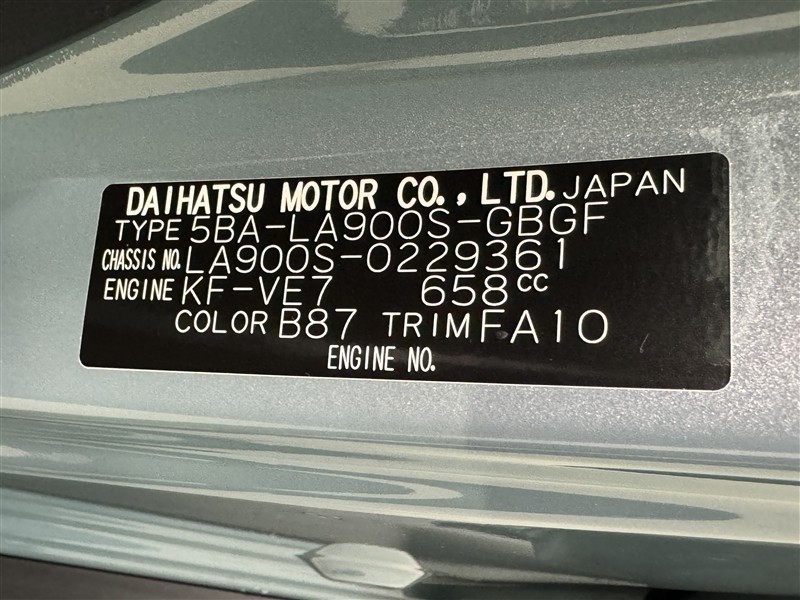 DAIHATSU MOTOR CO., LTD. JAPAN
TYPE 5BA-LA900S-GBGF
CHASSIS NO. LA900S-0229361
ENGINE KF-VE7 658cc
COLOR B87 TRIM FA10
ENGINE NO.